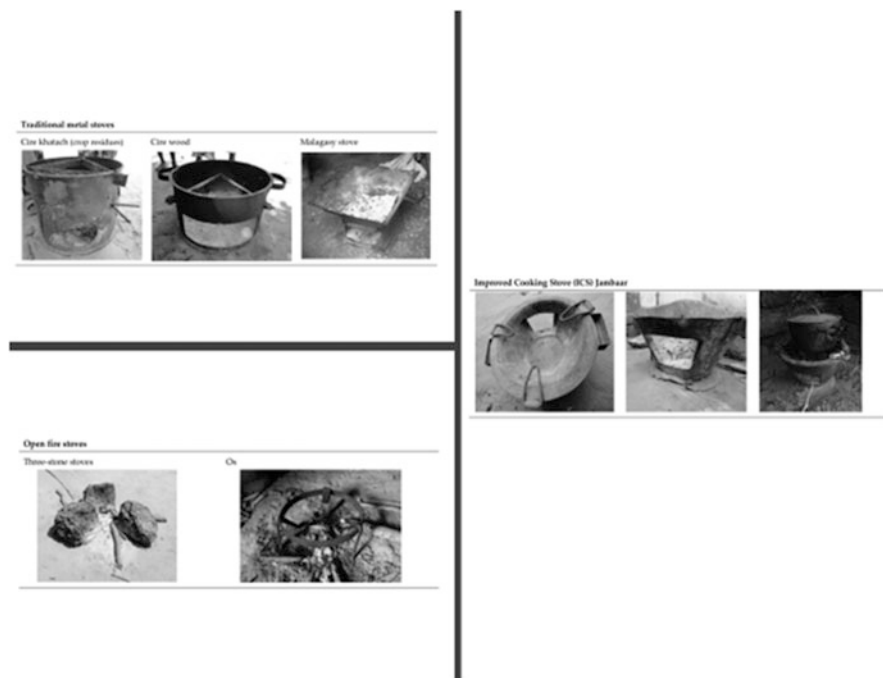 Traditional metal stoves
Cire khatach (crop residues) Cire wood Malagasy stove
Open fire stoves
Three-stone stoves Os
Improved Cooking Stove (ICS) Jambaar